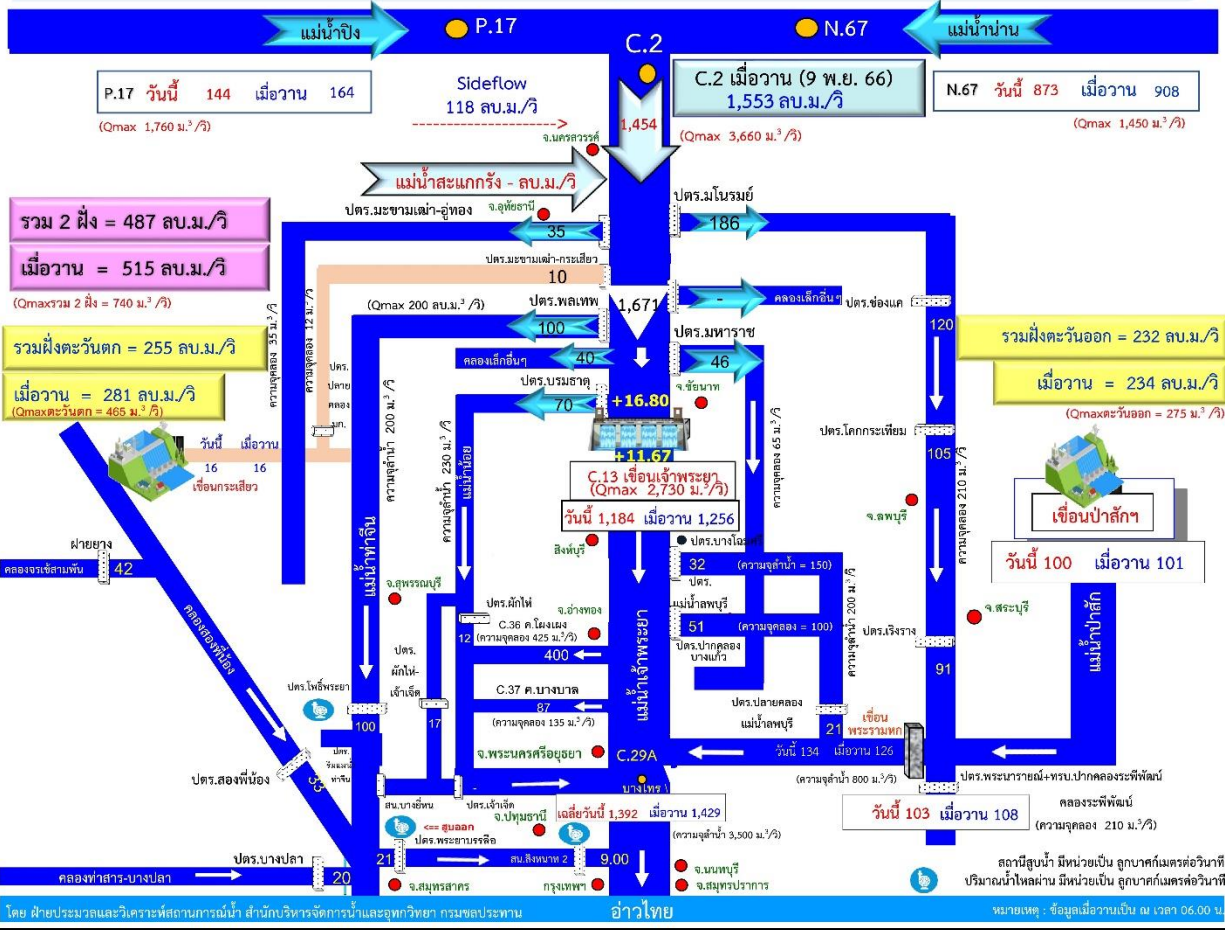 แม่น้ำปิง
P.17
C.2
N.67
แม่น้ำน่าน
P.17 วันนี้ 144 เมื่อวาน 164
(Qmax 1,760 ม.³/วิ)
Sideflow
118 ลบ.ม./วิ
1,454
C.2 เมื่อวาน (9 พ.ย. 66)
1,553 ลบ.ม./วิ
(Qmax 3,660 ม.³/วิ)
N.67 วันนี้ 873 เมื่อวาน 908
(Qmax 1,450 ม.³/วิ)
จ.นครสวรรค์
แม่น้ำสะแกกรัง - ลบ.ม./วิ
รวม 2 ฝั่ง = 487 ลบ.ม./วิ
เมื่อวาน = 515 ลบ.ม./วิ
(Qmaxรวม 2 ฝั่ง = 740 ม.³/วิ)
ปตร.มะขามเฒ่า-อู่ทอง
จ.อุทัยธานี
35
ปตร.มโนรมย์
186
ปตร.มะขามเฒ่า-กระเสียว
10
(Qmax 200 ลบ.ม.³/วิ)
ปตร.พลเทพ
100
1,671
-
คลองเล็กอื่นๆ
ปตร.ช่องแค
120
ความจุคลอง 35 ม.³/วิ
ความจุคลอง 12 ม.³/วิ
รวมฝั่งตะวันตก = 255 ลบ.ม./วิ
เมื่อวาน = 281 ลบ.ม./วิ
(Qmaxตะวันตก = 465 ม.³/วิ)
ปตร.
ปลาย
คลอง
มก.
คลองเล็กอื่นๆ
40
ปตร.มหาราช
46
รวมฝั่งตะวันออก = 232 ลบ.ม./วิ
เมื่อวาน = 234 ลบ.ม./วิ
(Qmaxตะวันออก = 275 ม.³/วิ)
ปตร.บรมธาตุ
70
จ.ชัยนาท
+16.80
+11.67
C.13 เขื่อนเจ้าพระยา
(Qmax 2,730 ม.³/วิ)
วันนี้ 1,184 เมื่อวาน 1,256
วันนี้ เมื่อวาน
16 16
เขื่อนกระเสียว
ความจุลำน้ำ 200 ม.³/วิ
ความจุลำน้ำ 230 ม.³/วิ
แม่น้ำน้อย
ความจุคลอง 65 ม.³/วิ
ปตร.โคกกระเทียม
105
ความจุคลอง 210 ม.³/วิ
จ.ลพบุรี
เขื่อนป่าสักฯ
วันนี้ 100 เมื่อวาน 101
ฝายยาง
คลองจรเข้สามพัน
42
แม่น้ำท่าจีน
สิงห์บุรี
32
(ความจุลำน้ำ = 150)
ปตร.
แม่น้ำลพบุรี
51
(ความจุคลอง = 100)
ปตร.ปากคลอง
บางแก้ว
ความจุลำน้ำ 200 ม.³/วิ
จ.สุพรรณบุรี
ปตร.ผักไห่
จ.อ่างทอง
12
C.36 ค.โผงเผง
(ความจุคลอง 425 ม.³/วิ)
400
แม่น้ำเจ้าพระยา
จ.สระบุรี
ปตร.เริงราง
91
แม่น้ำป่าสัก
คลองสองพี่น้อง
ปตร.
ผักไห่-
เจ้าเจ็ด
17
C.37 ค.บางบาล
87
(ความจุคลอง 135 ม.³/วิ)
ปตร.โพธิ์พระยา
100
ปตร.ปลายคลอง
แม่น้ำลพบุรี
21
เขื่อน
พระรามหก
จ.พระนครศรีอยุธยา
C.29A
วันนี้ 134 เมื่อวาน 126
(ความจุลำน้ำ 800 ม.³/วิ)
ปตร.สองพี่น้อง
33
บางไทร
ปตร.พระนารายณ์+ทรบ.ปากคลองระพีพัฒน์
คลองระพีพัฒน์
(ความจุคลอง 210 ม.³/วิ)
วันนี้ 103 เมื่อวาน 108
สน.บางยี่หน
ปตร.เจ้าเจ็ด
จ.ปทุมธานี
เฉลี่ยวันนี้ 1,392 เมื่อวาน 1,429
(ความจุลำน้ำ 3,500 ม.³/วิ)
<== สูบออก
ปตร.พระยาบรรลือ
21
สน.สิงหนาท 2
9.00
ปตร.บางปลา
คลองท่าสาร-บางปลา
20
จ.สมุทรสาคร
กรุงเทพฯ
จ.นนทบุรี
จ.สมุทรปราการ
สถานีสูบน้ำ มีหน่วยเป็น ลูกบาศก์เมตรต่อวินาที
ปริมาณน้ำไหลผ่าน มีหน่วยเป็น ลูกบาศก์เมตรต่อวินาที
โดย ฝ่ายประมวลและวิเคราะห์สถานการณ์น้ำ สำนักบริหารจัดการน้ำและอุทกวิทยา กรมชลประทาน
อ่าวไทย
หมายเหตุ : ข้อมูลเมื่อวานเป็น ณ เวลา 06.00 น.